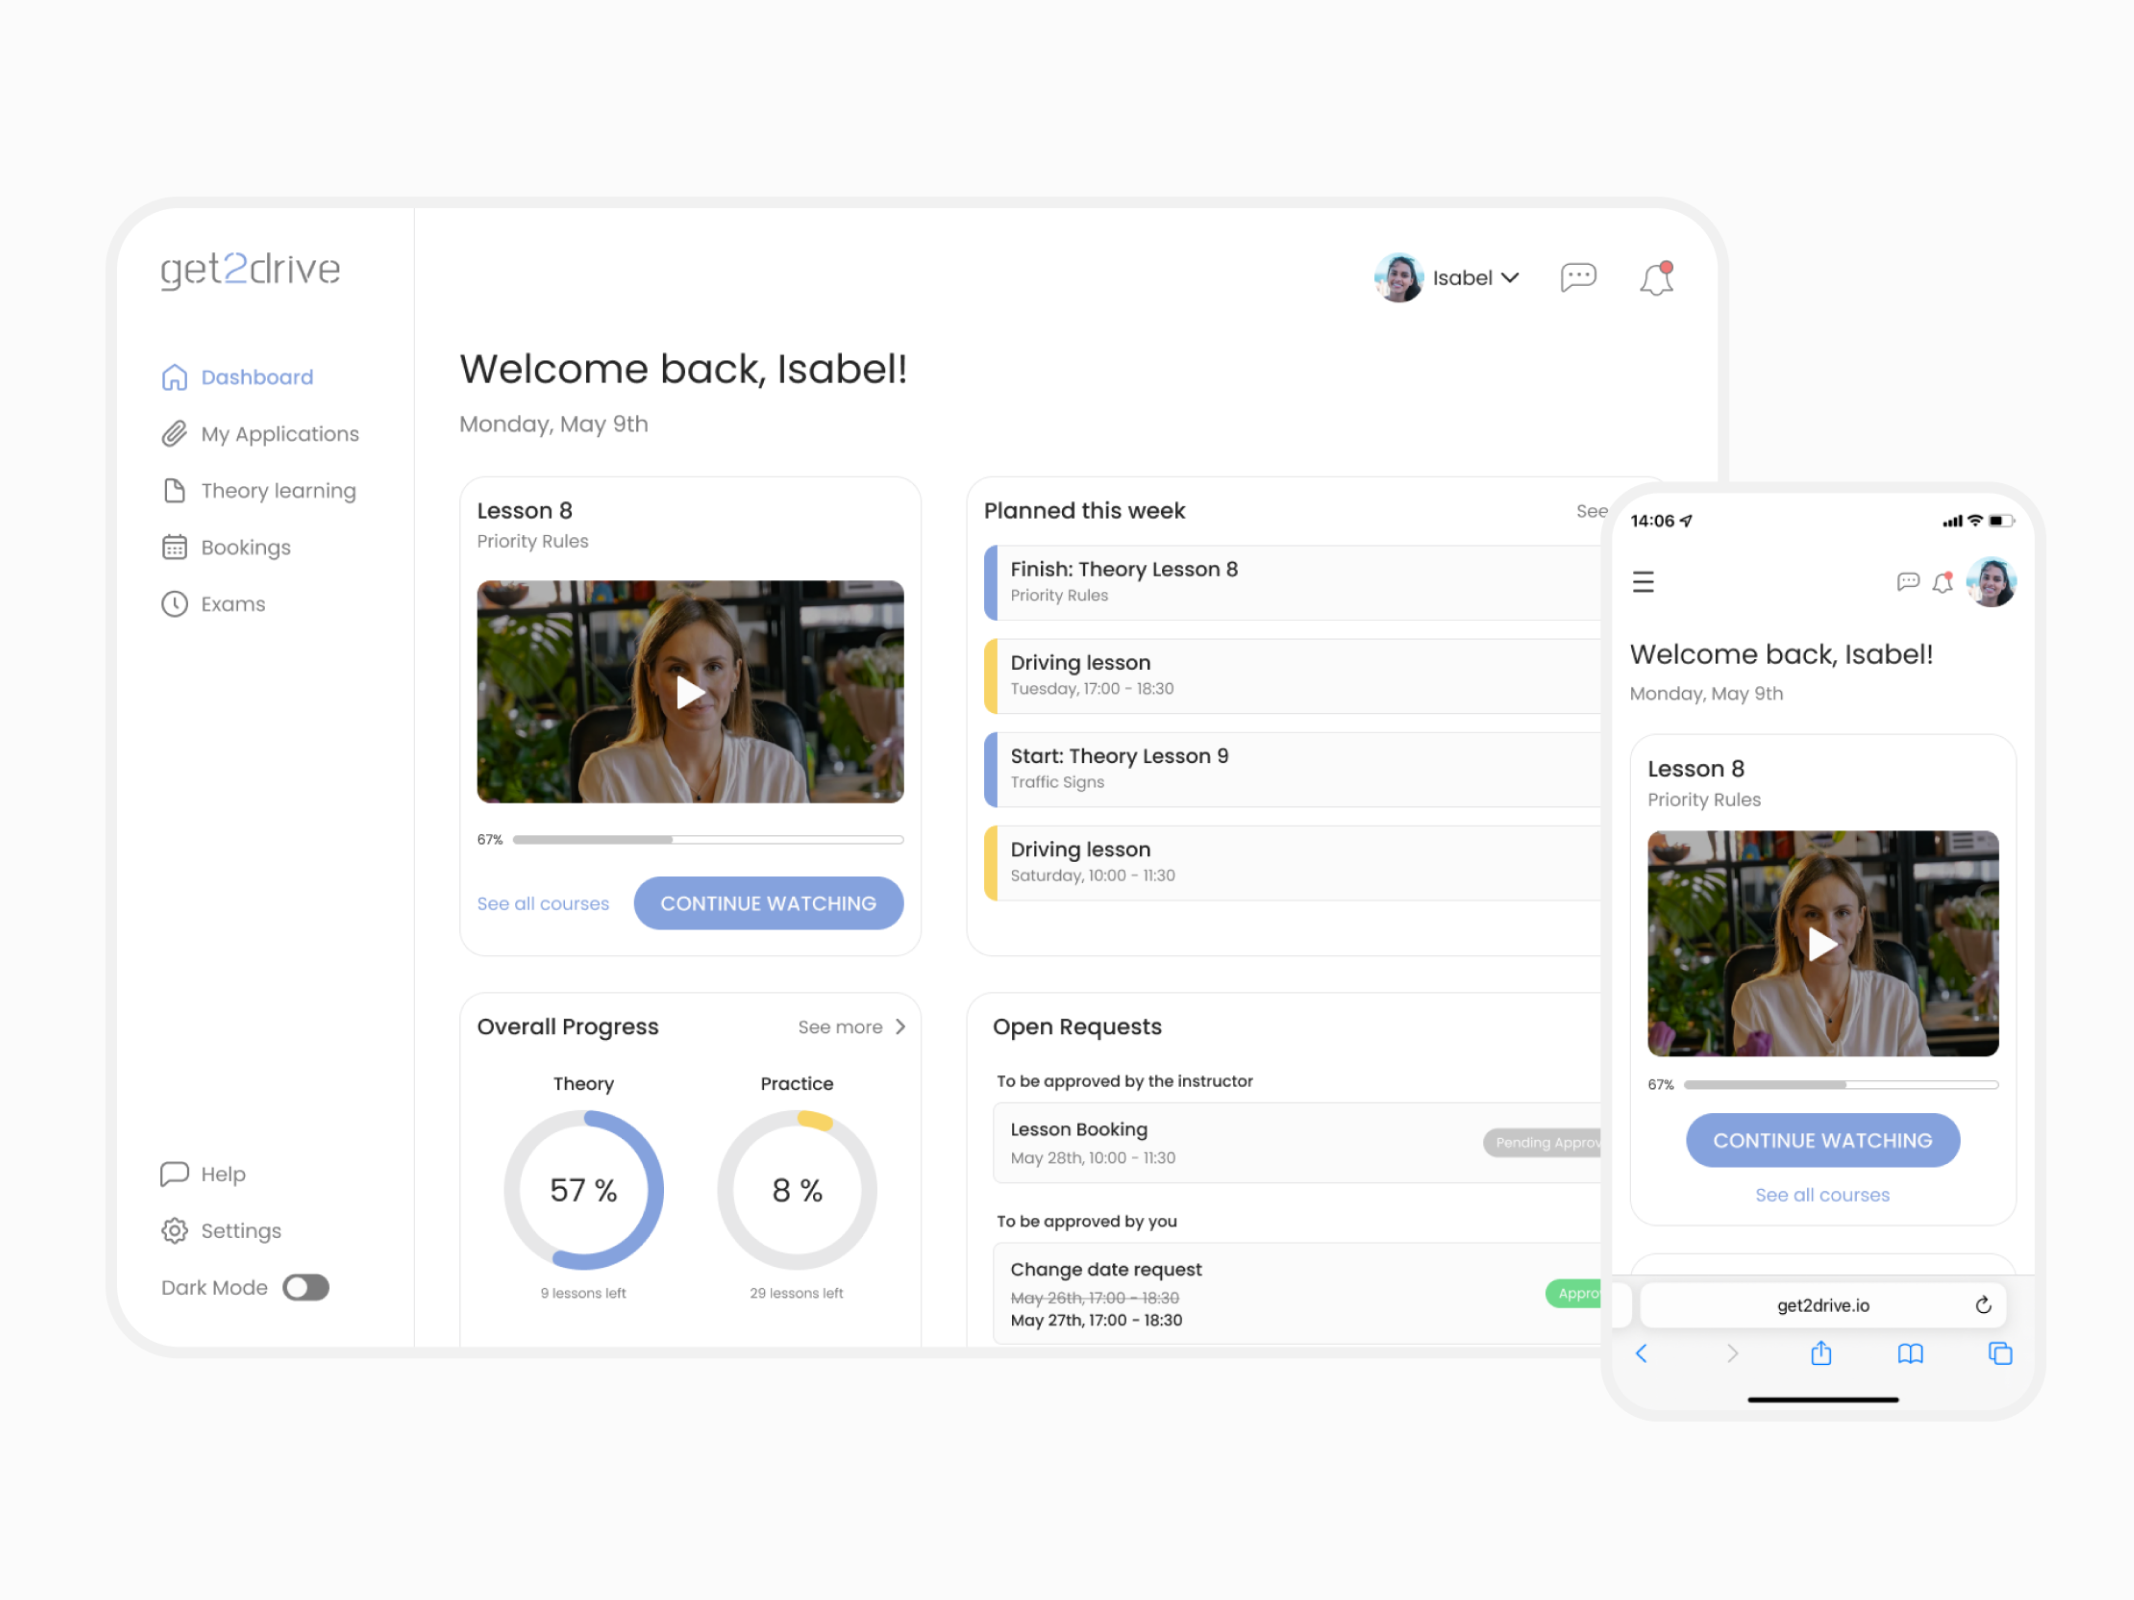 get2drive
Isabel
Dashboard
My Applications
Theory learning
Bookings
Exams
Help
Settings
Dark Mode
Welcome back, Isabel!
Monday, May 9th
Lesson 8
Priority Rules
67%
See all courses
CONTINUE WATCHING
Planned this week
See
Finish: Theory Lesson 8
Priority Rules
Driving lesson
Tuesday, 17:00 - 18:30
Start: Theory Lesson 9
Traffic Signs
Driving lesson
Saturday, 10:00 - 11:30
Overall Progress
See more
Theory
57 %
9 lessons left
Practice
8 %
29 lessons left
Open Requests
To be approved by the instructor
Lesson Booking
May 28th, 10:00 - 11:30
Pending Approv
To be approved by you
Change date request
May 26th, 17:00 - 18:30
May 27th, 17:00 - 18:30
Appro
14:06
Welcome back, Isabel!
Monday, May 9th
Lesson 8
Priority Rules
67%
CONTINUE WATCHING
See all courses
get2drive.io